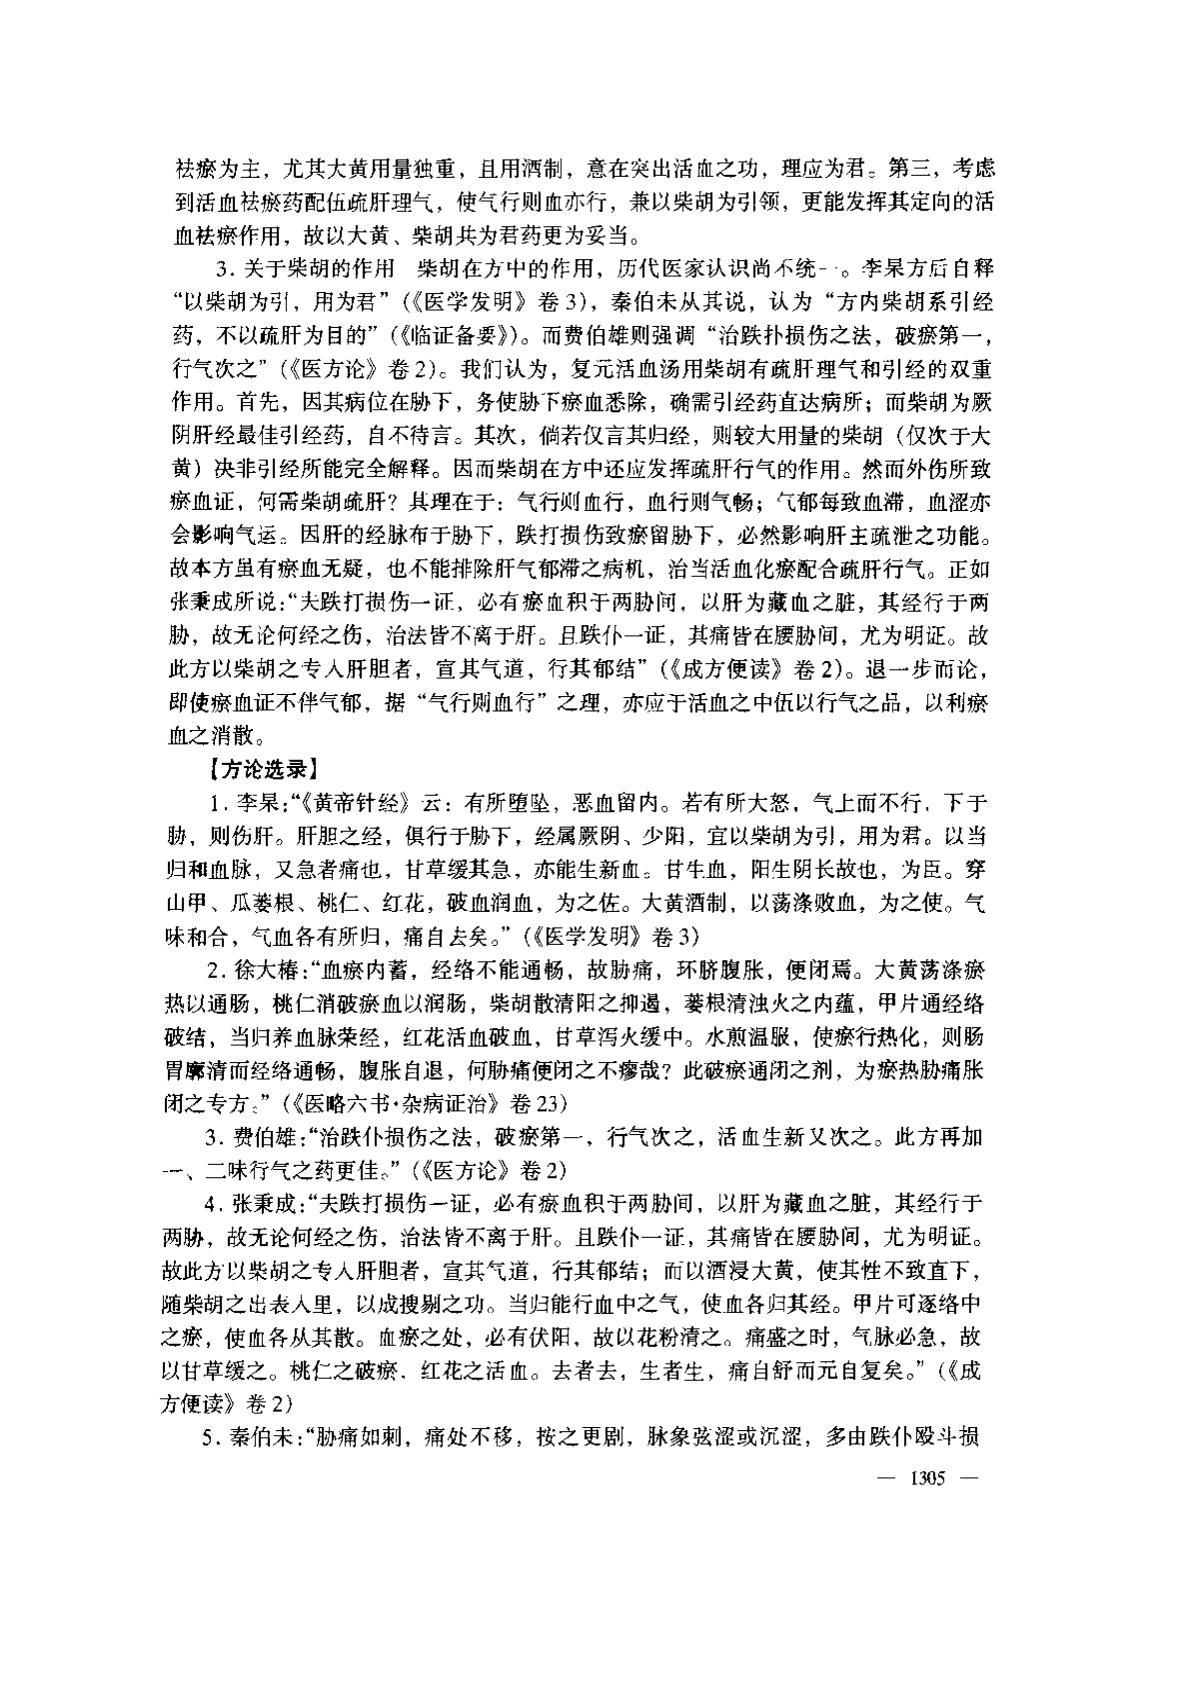 祛瘀为主，尤其大黄用量独重，且用酒制，意在突出活血之功，理应为君。第三，考虑
到活血祛瘀药配伍疏肝理气，使气行则血亦行，兼以柴胡为引领，更能发挥其定向的活
血祛瘀作用，故以大黄、柴胡共为君药更为妥当。
3. 关于柴胡的作用　柴胡在方中的作用，历代医家认识尚不统一。李杲方后自释
“以柴胡为引，用为君”（《医学发明》卷 3），秦伯未从其说，认为“方内柴胡系引经
药，不以疏肝为目的”（《临证备要》）。而费伯雄则强调“治跌扑损伤之法，破瘀第一，
行气次之”（《医方论》卷 2）。我们认为，复元活血汤用柴胡有疏肝理气和引经的双重
作用。首先，因其病位在胁下，务使胁下瘀血悉除，确需引经药直达病所；而柴胡为厥
阴肝经最佳引经药，自不待言。其次，倘若仅言其归经，则较大用量的柴胡（仅次于大
黄）决非引经所能完全解释。因而柴胡在方中还应发挥疏肝行气的作用。然而外伤所致
瘀血证，何需柴胡疏肝？其理在于：气行则血行，血行则气畅；气郁每致血滞，血涩亦
会影响气运。因肝的经脉布于胁下，跌打损伤致瘀留胁下，必然影响肝主疏泄之功能。
故本方虽有瘀血无疑，也不能排除肝气郁滞之病机，治当活血化瘀配合疏肝行气。正如
张秉成所说：“夫跌打损伤一证，必有瘀血积于两胁间，以肝为藏血之脏，其经行于两
胁，故无论何经之伤，治法皆不离于肝。且跌仆一证，其痛皆在腰胁间，尤为明证。故
此方以柴胡之专入肝胆者，宣其气道，行其郁结”（《成方便读》卷 2）。退一步而论，
即使瘀血证不伴气郁，据“气行则血行”之理，亦应于活血之中伍以行气之品，以利瘀
血之消散。
【方论选录】
1. 李杲：“《黄帝针经》云：有所堕坠，恶血留内。若有所大怒，气上而不行，下于
胁，则伤肝。肝胆之经，俱行于胁下，经属厥阴、少阳，宜以柴胡为引，用为君。以当
归和血脉，又急者痛也，甘草缓其急，亦能生新血。甘生血，阳生阴长故也，为臣。穿
山甲、瓜蒌根、桃仁、红花，破血润血，为之佐。大黄酒制，以荡涤败血，为之使。气
味和合，气血各有所归，痛自去矣。”（《医学发明》卷 3）
2. 徐大椿：“血瘀内蓄，经络不能通畅，故胁痛，环脐腹胀，便闭焉。大黄荡涤瘀
热以通肠，桃仁消破瘀血以润肠，柴胡散清阳之抑遏，蒌根清浊火之内蕴，甲片通经络
破结，当归养血脉荣经，红花活血破血，甘草泻火缓中。水煎温服，使瘀行热化，则肠
胃廓清而经络通畅，腹胀自退，何胁痛便闭之不瘳哉？此破瘀通闭之剂，为瘀热胁痛胀
闭之专方。”（《医略六书·杂病证治》卷 23）
3. 费伯雄：“治跌仆损伤之法，破瘀第一，行气次之，活血生新又次之。此方再加
一、二味行气之药更佳。”（《医方论》卷 2）
4. 张秉成：“夫跌打损伤一证，必有瘀血积于两胁间，以肝为藏血之脏，其经行于
两胁，故无论何经之伤，治法皆不离于肝。且跌仆一证，其痛皆在腰胁间，尤为明证。
故此方以柴胡之专入肝胆者，宣其气道，行其郁结；而以酒浸大黄，使其性不致直下，
随柴胡之出表入里，以成搜剔之功。当归能行血中之气，使血各归其经。甲片可逐络中
之瘀，使血各从其散。血瘀之处，必有伏阳，故以花粉清之。痛盛之时，气脉必急，故
以甘草缓之。桃仁之破瘀，红花之活血。去者去，生者生，痛自舒而元自复矣。”（《成
方便读》卷 2）
5. 秦伯未：“胁痛如刺，痛处不移，按之更剧，脉象弦涩或沉涩，多由跌仆殴斗损
— 1305 —